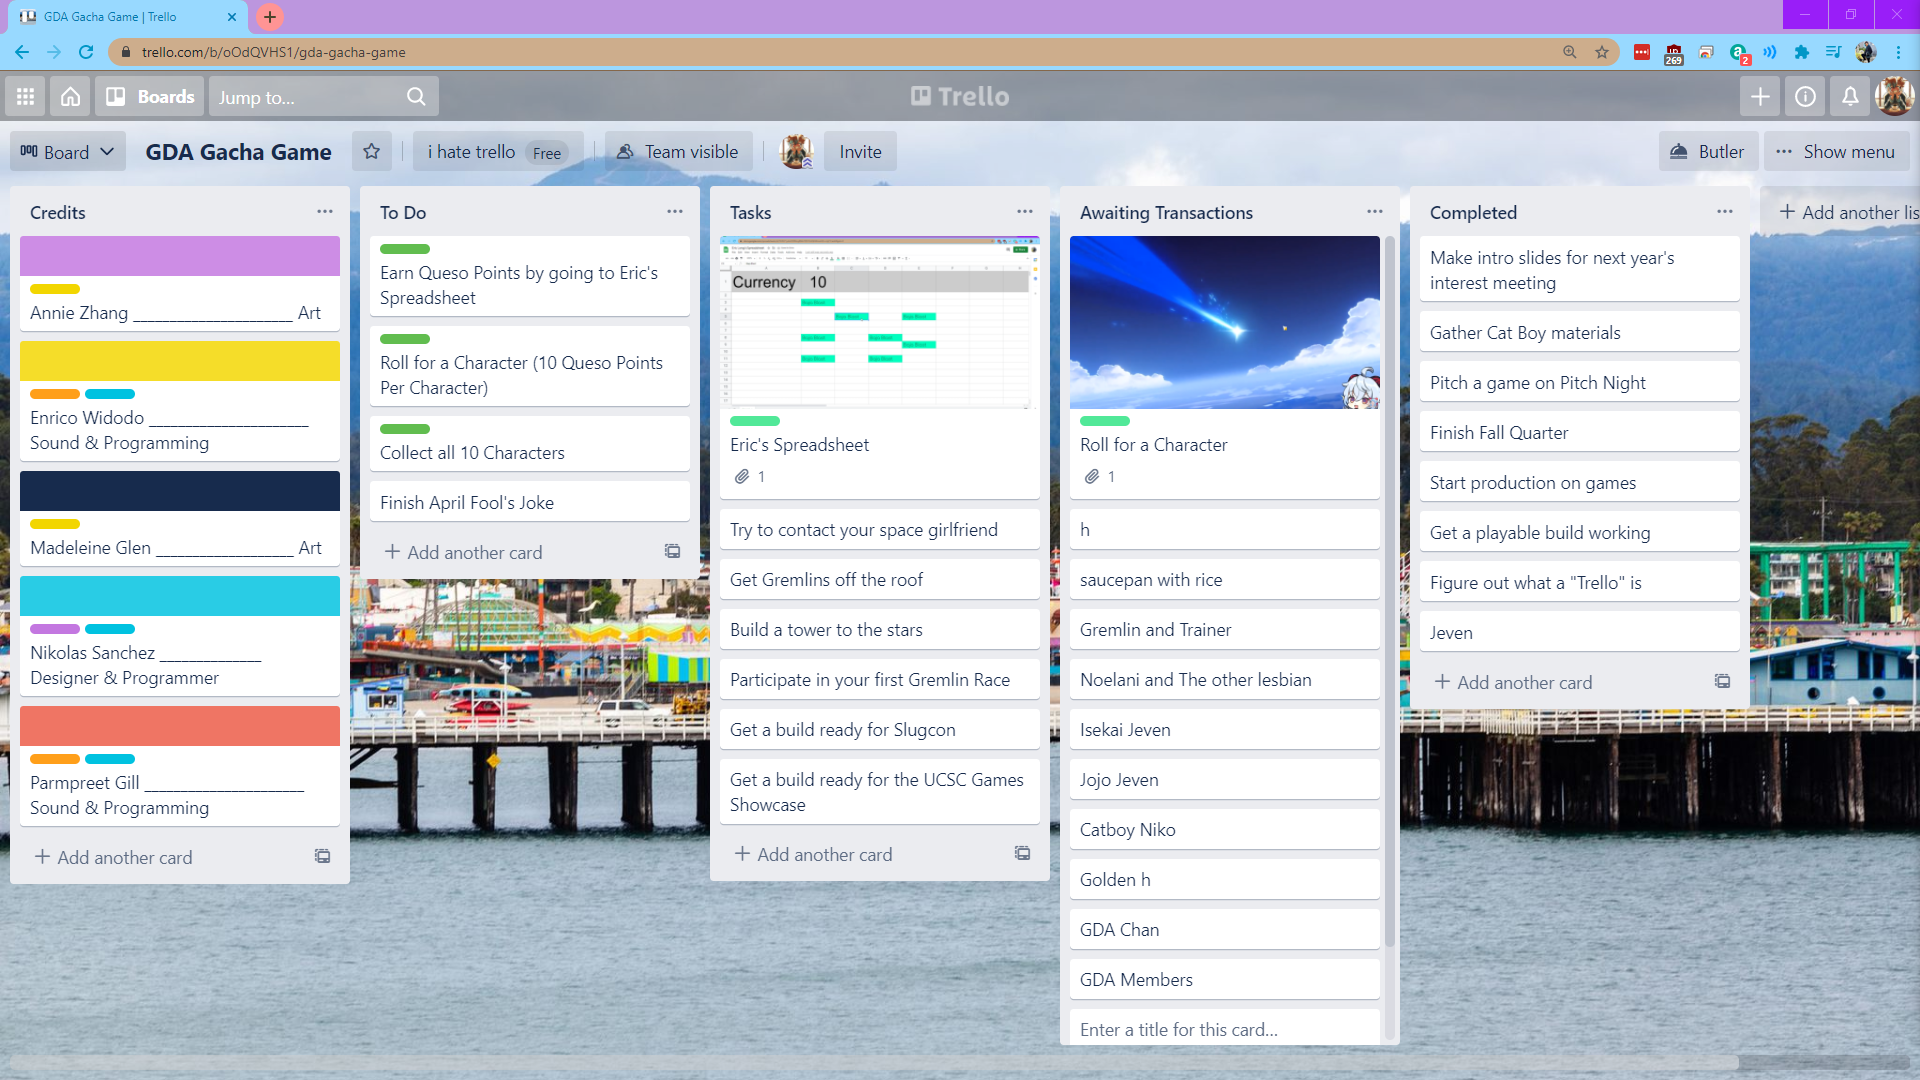 GDA Gacha Game | Trello
trello.com/b/oOdQVHS1/gda-gacha-game
269
2
Boards
Jump to...
Trello
Board
GDA Gacha Game
i hate trello Free
Team visible
Invite
Butler
Show menu
Credits
Annie Zhang ______________________ Art
Enrico Widodo ______________________
Sound & Programming
Madeleine Glen ___________________ Art
Nikolas Sanchez ______________
Designer & Programmer
Parmpreet Gill ______________________
Sound & Programming
+ Add another card
To Do
Earn Queso Points by going to Eric's
Spreadsheet
Roll for a Character (10 Queso Points
Per Character)
Collect all 10 Characters
Finish April Fool's Joke
+ Add another card
Tasks
Currency 10
Eric's Spreadsheet
1
Try to contact your space girlfriend
Get Gremlins off the roof
Build a tower to the stars
Participate in your first Gremlin Race
Get a build ready for Slugcon
Get a build ready for the UCSC Games
Showcase
+ Add another card
Awaiting Transactions
Roll for a Character
1
h
saucepan with rice
Gremlin and Trainer
Noelani and The other lesbian
Isekai Jeven
Jojo Jeven
Catboy Niko
Golden h
GDA Chan
GDA Members
Enter a title for this card...
Completed
Make intro slides for next year's
interest meeting
Gather Cat Boy materials
Pitch a game on Pitch Night
Finish Fall Quarter
Start production on games
Get a playable build working
Figure out what a "Trello" is
Jeven
+ Add another card
+ Add another lis